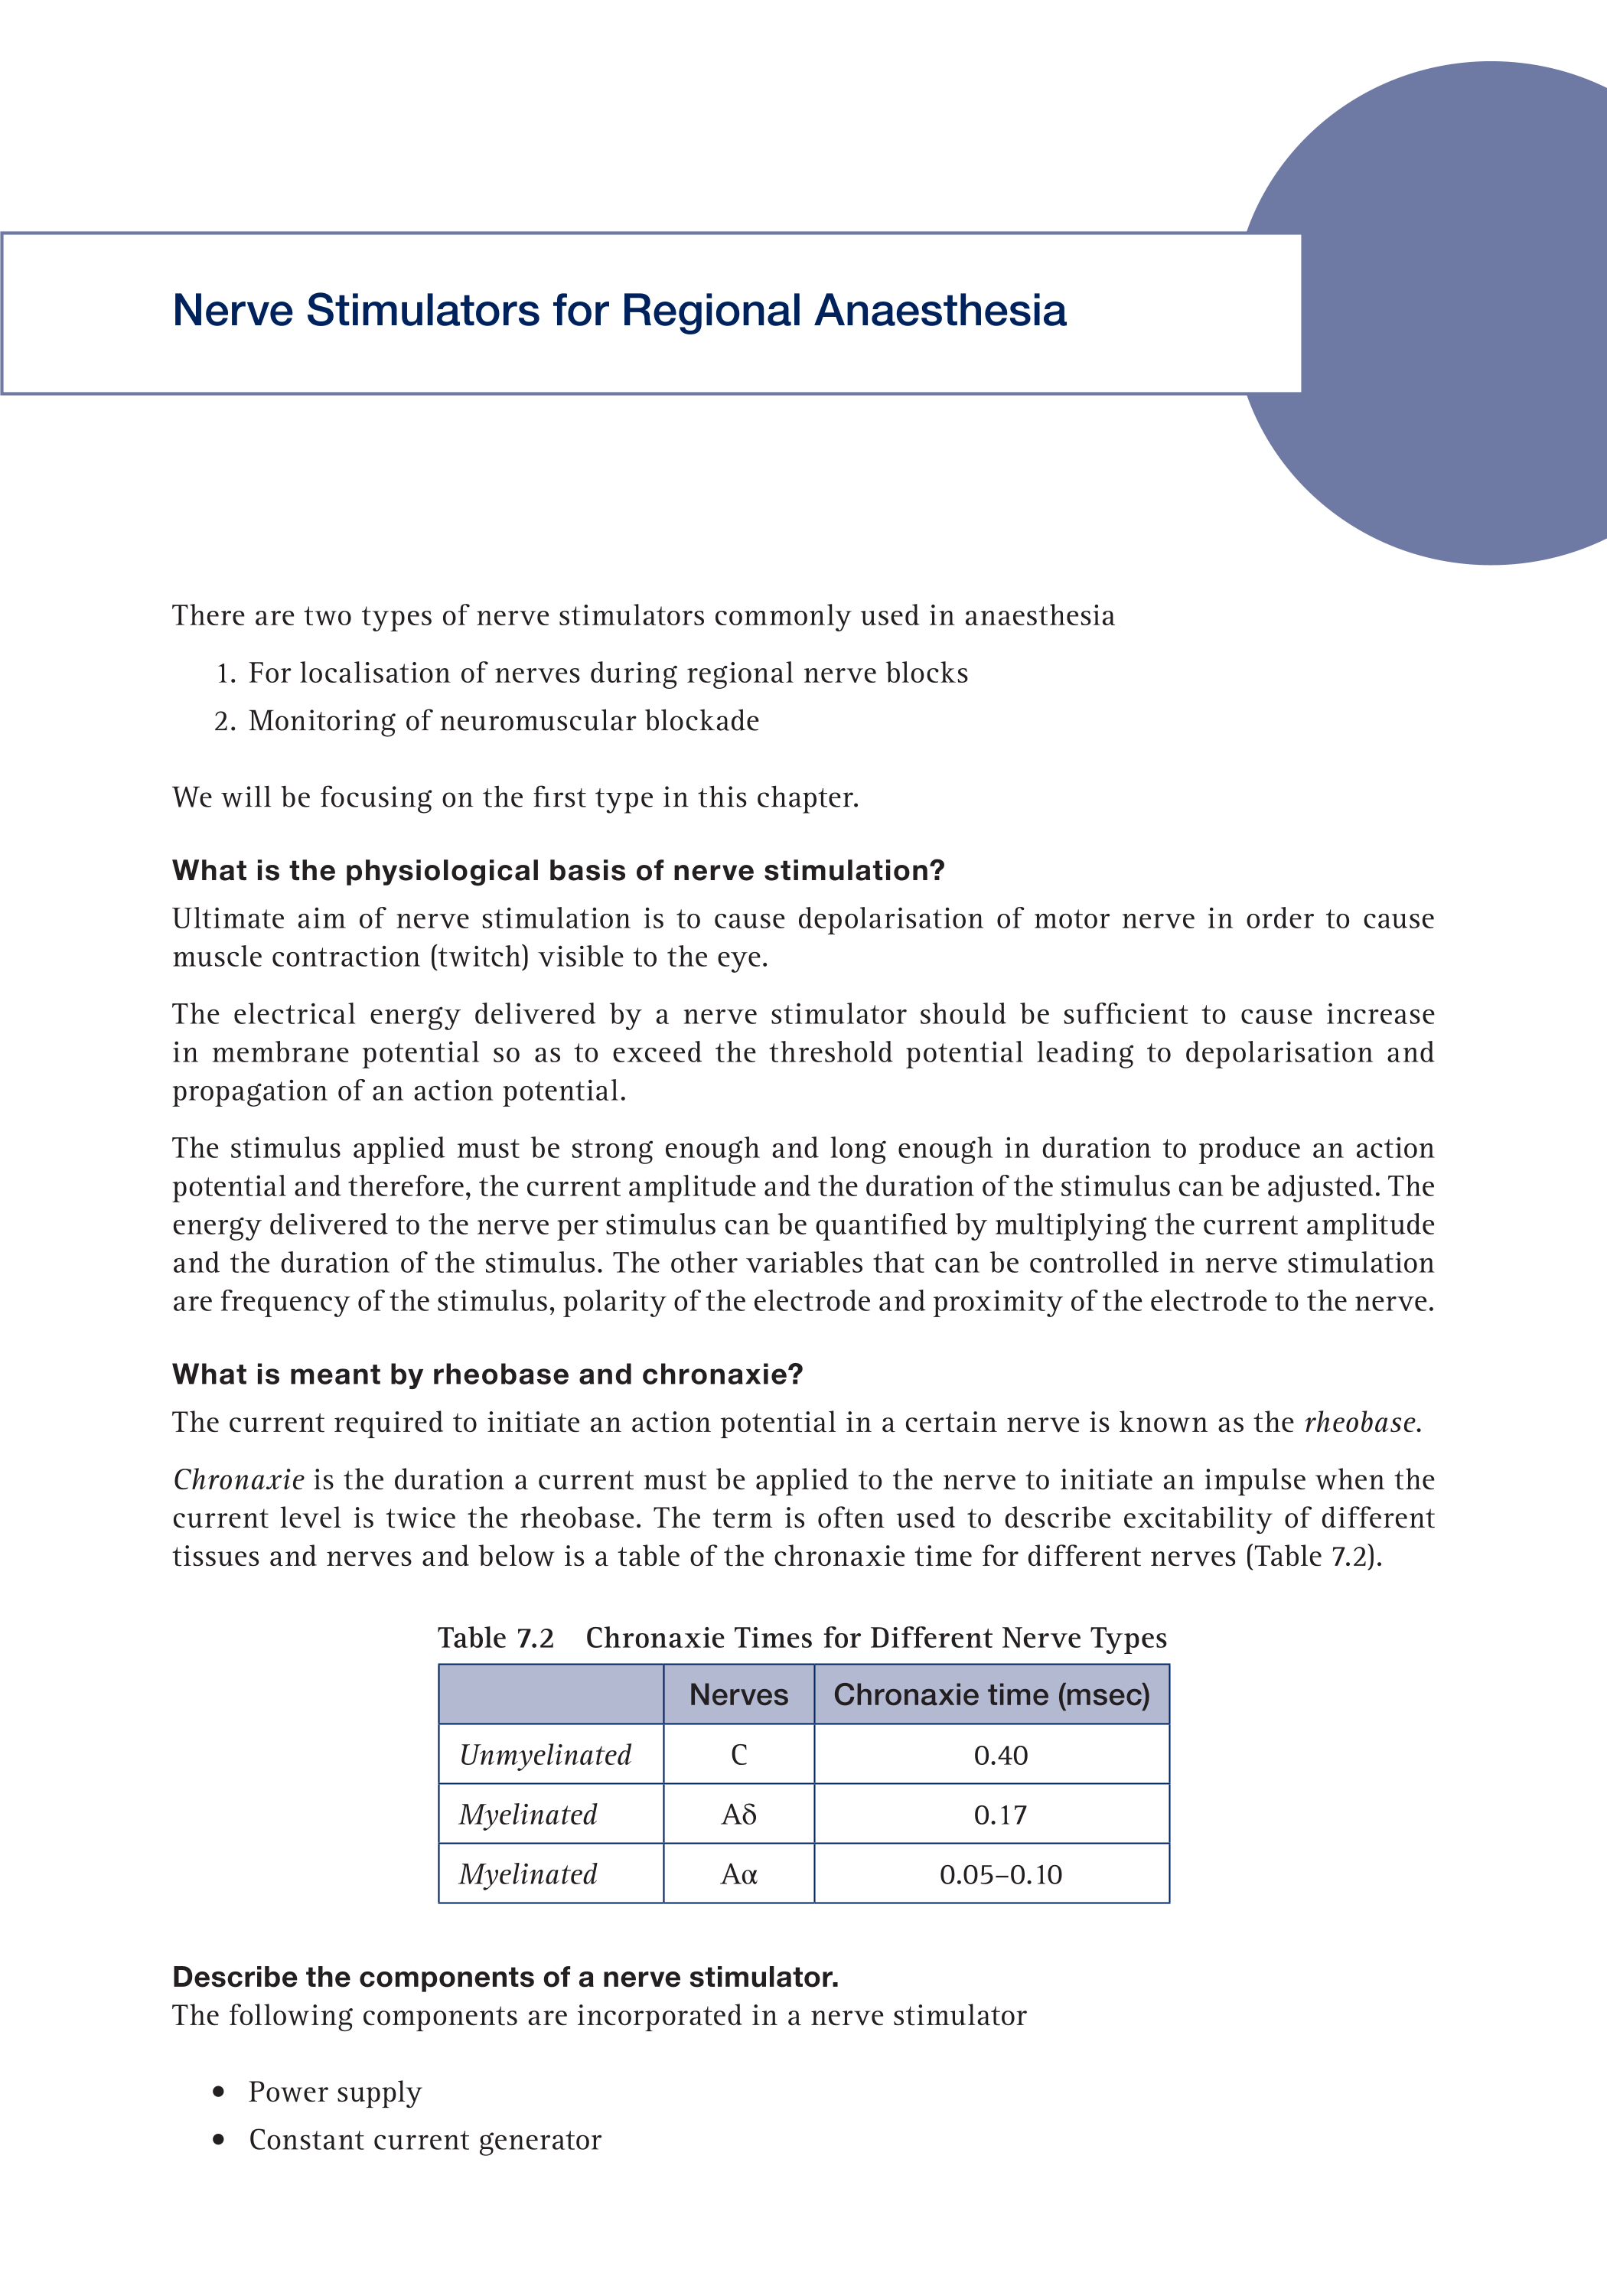 Nerve Stimulators for Regional Anaesthesia
There are two types of nerve stimulators commonly used in anaesthesia
1. For localisation of nerves during regional nerve blocks
2. Monitoring of neuromuscular blockade
We will be focusing on the first type in this chapter.
What is the physiological basis of nerve stimulation?
Ultimate aim of nerve stimulation is to cause depolarisation of motor nerve in order to cause
muscle contraction (twitch) visible to the eye.
The electrical energy delivered by a nerve stimulator should be sufficient to cause increase
in membrane potential so as to exceed the threshold potential leading to depolarisation and
propagation of an action potential.
The stimulus applied must be strong enough and long enough in duration to produce an action
potential and therefore, the current amplitude and the duration of the stimulus can be adjusted. The
energy delivered to the nerve per stimulus can be quantified by multiplying the current amplitude
and the duration of the stimulus. The other variables that can be controlled in nerve stimulation
are frequency of the stimulus, polarity of the electrode and proximity of the electrode to the nerve.
What is meant by rheobase and chronaxie?
The current required to initiate an action potential in a certain nerve is known as the rheobase.
Chronaxie is the duration a current must be applied to the nerve to initiate an impulse when the
current level is twice the rheobase. The term is often used to describe excitability of different
tissues and nerves and below is a table of the chronaxie time for different nerves (Table 7.2).
Table 7.2 Chronaxie Times for Different Nerve Types
Nerves Chronaxie time (msec)
Unmyelinated C 0.40
Myelinated Aδ 0.17
Myelinated Aα 0.05–0.10
Describe the components of a nerve stimulator.
The following components are incorporated in a nerve stimulator
• Power supply
• Constant current generator